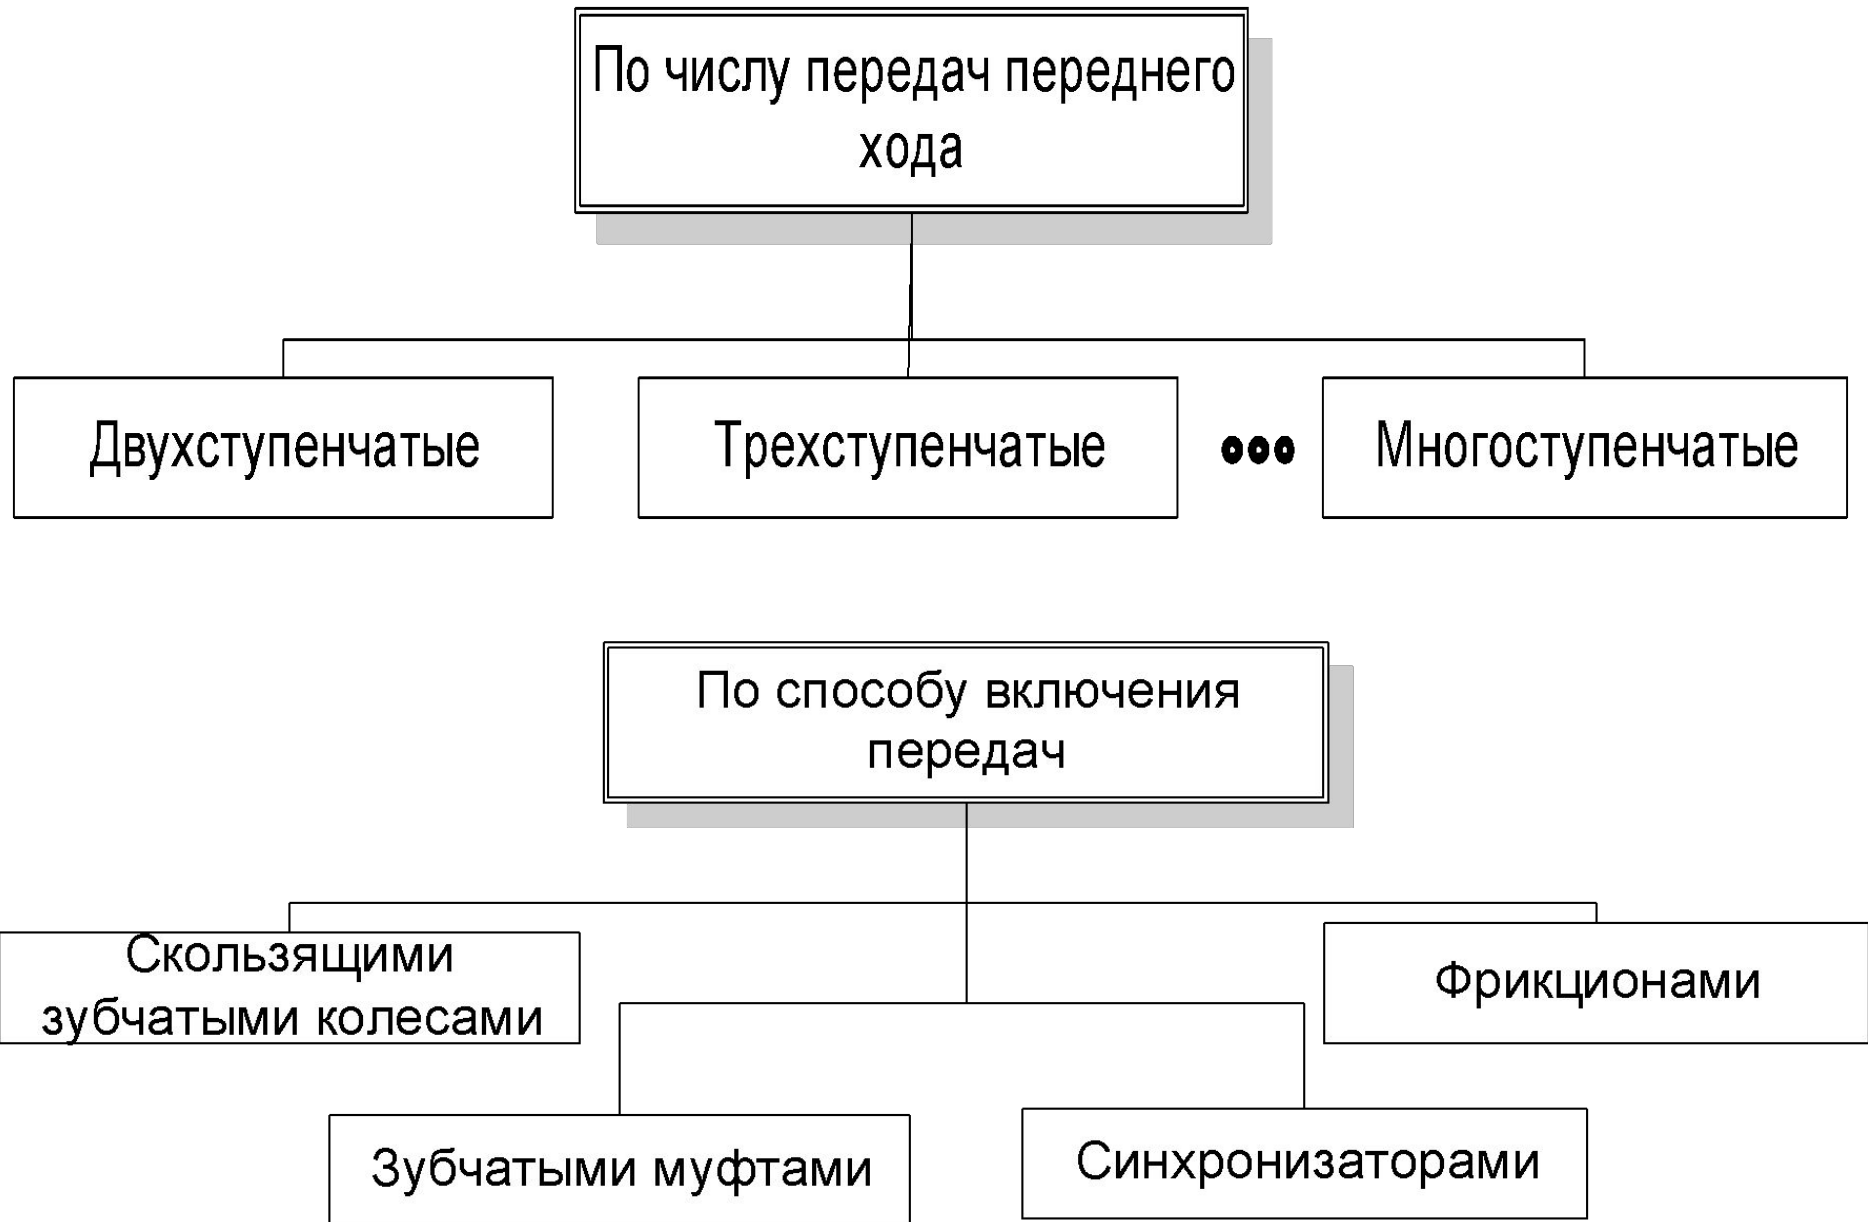 По числу передач переднего
хода
Двухступенчатые
Трехступенчатые
Многоступенчатые
По способу включения
передач
Скользящими
зубчатыми колесами
Фрикционами
Зубчатыми муфтами
Синхронизаторами